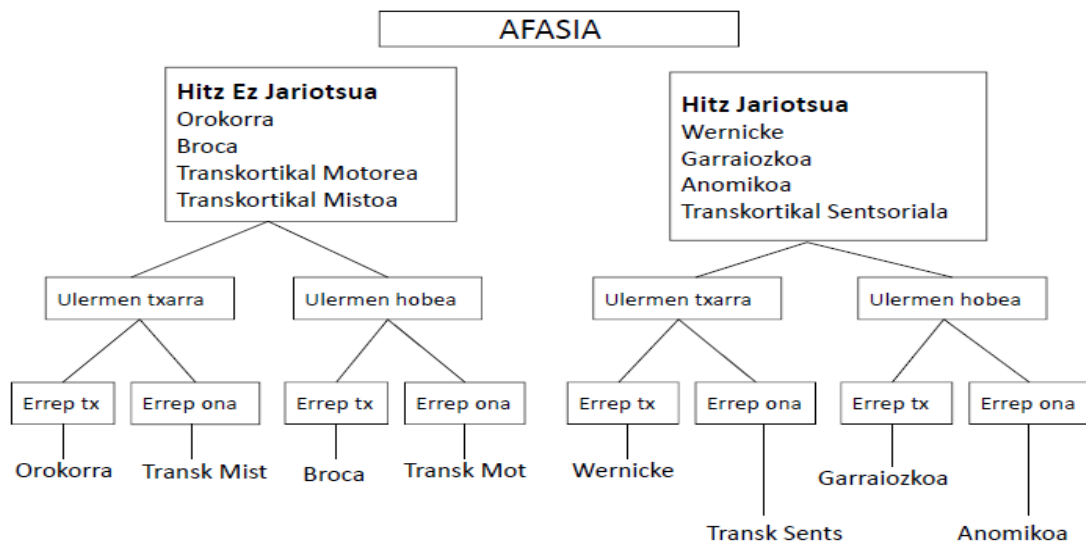 AFASIA
Hitz Ez Jariotsua
Orokorra
Broca
Transkortikal Motorea
Transkortikal Mistoa
Hitz Jariotsua
Wernicke
Garraiozkoa
Anomikoa
Transkortikal Sentsoriala
Ulermen txarra
Ulermen hobea
Ulermen txarra
Ulermen hobea
Errep tx
Errep ona
Errep tx
Errep ona
Errep tx
Errep ona
Errep tx
Errep ona
Orokorra
Transk Mist
Broca
Transk Mot
Wernicke
Transk Sents
Garraiozkoa
Anomikoa